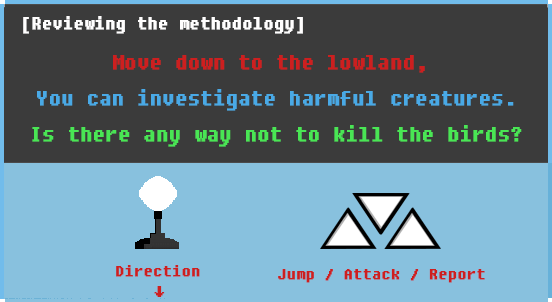 [Reviewing the methodology]
Move down to the lowland,
You can investigate harmful creatures.
Is there any way not to kill the birds?
Direction
Jump / Attack / Report